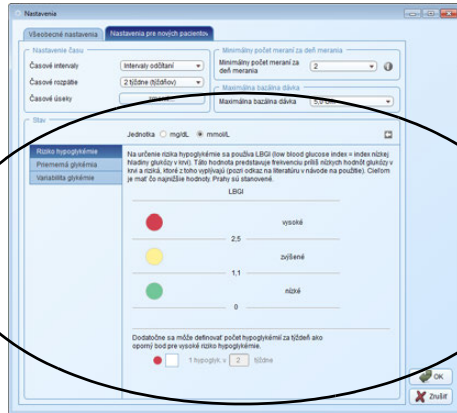 Nastavenia
Všeobecné nastavenia
Nastavenia pre nových pacientov
Nastavenie času
Časové intervaly
Intervaly odčítaní
Časové rozpätie
2 týždne (týždňov)
Časové úseky
Minimálny počet meraní za deň merania
Minimálny počet meraní za
deň merania
2
Maximálna bazálna dávka
Maximálna bazálna dávka
Stav
Jednotka
mg/dL
mmol/L
Riziko hypoglykémie
Priemerná glykémia
Variabilita glykémie
Na určenie rizika hypoglykémie sa používa LBGI (low blood glucose index = index nízkej
hladiny glukózy v krvi). Táto hodnota predstavuje frekvenciu príliš nízkych hodnôt glukózy v
krvi a riziká, ktoré z toho vyplývajú (pozri odkaz na literatúru v návode na použitie). Cieľom
je mať čo najnižšie hodnoty. Prahy sú stanovené.
LBGI
vysoké
2,5
zvýšené
1,1
nízké
0
Dodatočne sa môže definovať počet hypoglykémií za týždeň ako
oporný bod pre vysoké riziko hypoglykémie.
1 hypoglyk. v
2
týždne
OK
Zrušiť